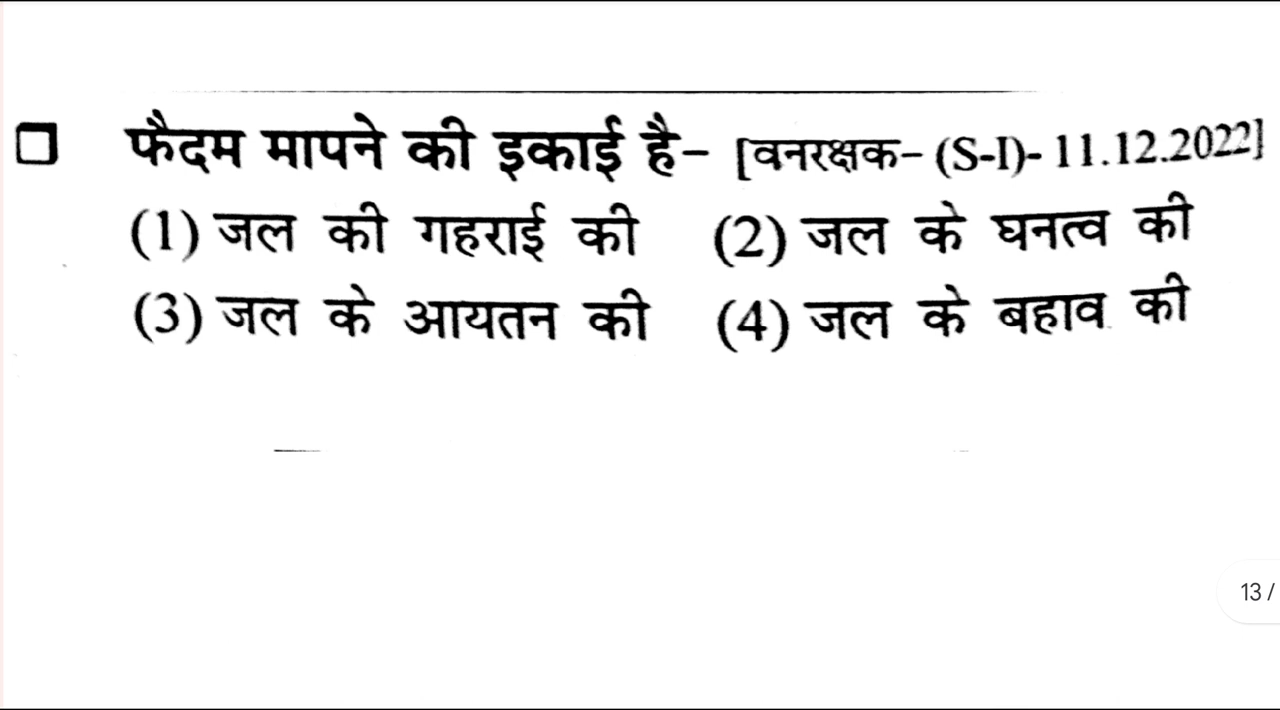 फैदम मापने की इकाई है– [वनरक्षक– (S-I)- 11.12.2022]
(1) जल की गहराई की (2) जल के घनत्व की
(3) जल के आयतन की (4) जल के बहाव की
13 /